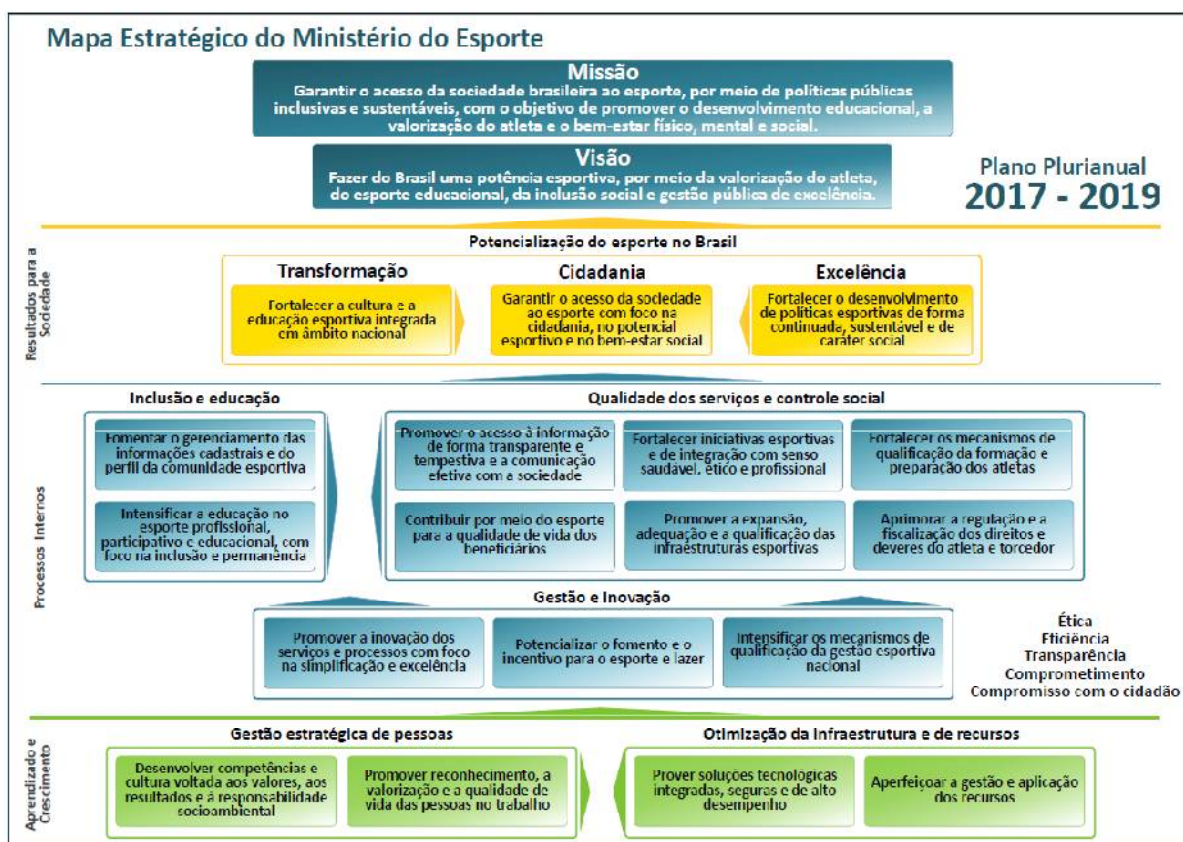 Mapa Estratégico do Ministério do Esporte
Missão
Garantir o acesso da sociedade brasileira ao esporte, por meio de políticas públicas
inclusivas e sustentáveis, com o objetivo de promover o desenvolvimento educacional, a
valorização do atleta e o bem-estar físico, mental e social.
Visão
Fazer do Brasil uma potência esportiva, por meio da valorização do atleta,
do esporte educacional, da inclusão social e gestão pública de excelência.
Plano Plurianual
2017 - 2019
Resultados para a
Sociedade
Potencialização do esporte no Brasil
Transformação
Fortalecer a cultura e a
educação esportiva integrada
em âmbito nacional
Cidadania
Garantir o acesso da sociedade
ao esporte com foco na
cidadania, no potencial
esportivo e no bem-estar social
Excelência
Fortalecer o desenvolvimento
de políticas esportivas de forma
continuada, sustentável e de
caráter social
Processos Internos
Inclusão e educação
Fomentar o gerenciamento das
informações cadastrais e do
perfil da comunidade esportiva
Intensificar a educação no
esporte profissional,
participativo e educacional, com
foco na inclusão e permanência
Qualidade dos serviços e controle social
Promover o acesso à informação
de forma transparente e
tempestiva e a comunicação
efetiva com a sociedade
Fortalecer iniciativas esportivas
e de integração com senso
saudável, ético e profissional
Fortalecer os mecanismos de
qualificação da formação e
preparação dos atletas
Contribuir por meio do esporte
para a qualidade de vida dos
beneficiários
Promover a expansão,
adequação e a qualificação das
infraestruturas esportivas
Aprimorar a regulação e a
fiscalização dos direitos e
deveres do atleta e torcedor
Gestão e Inovação
Promover a inovação dos
serviços e processos com foco
na simplificação e excelência
Potencializar o fomento e o
incentivo para o esporte e lazer
Intensificar os mecanismos de
qualificação da gestão esportiva
nacional
Ética
Eficiência
Transparência
Comprometimento
Compromisso com o cidadão
Aprendizado e
Crescimento
Gestão estratégica de pessoas
Desenvolver competências e
cultura voltada aos valores, aos
resultados e à responsabilidade
socioambiental
Promover reconhecimento, a
valorização e a qualidade de
vida das pessoas no trabalho
Otimização da infraestrutura e de recursos
Prover soluções tecnológicas
integradas, seguras e de alto
desempenho
Aperfeiçoar a gestão e aplicação
dos recursos